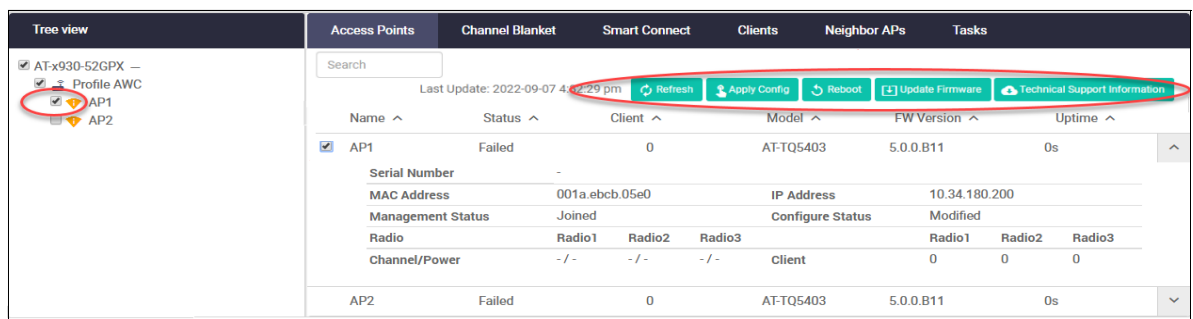 Tree view
Access Points Channel Blanket Smart Connect Clients Neighbor APs Tasks
AT-x930-52GPX —
Profile AWC
AP1
AP2
Search
Last Update: 2022-09-07 4:32:29 pm Refresh Apply Config Reboot Update Firmware Technical Support Information
Name Status Client Model FW Version Uptime
AP1 Failed 0 AT-TQ5403 5.0.0.B11 0s
Serial Number -
MAC Address 001a.ebcb.05e0 IP Address 10.34.180.200
Management Status Joined Configure Status Modified
Radio Radio1 Radio2 Radio3 Radio1 Radio2 Radio3
Channel/Power - / - - / - - / - Client 0 0 0
AP2 Failed 0 AT-TQ5403 5.0.0.B11 0s